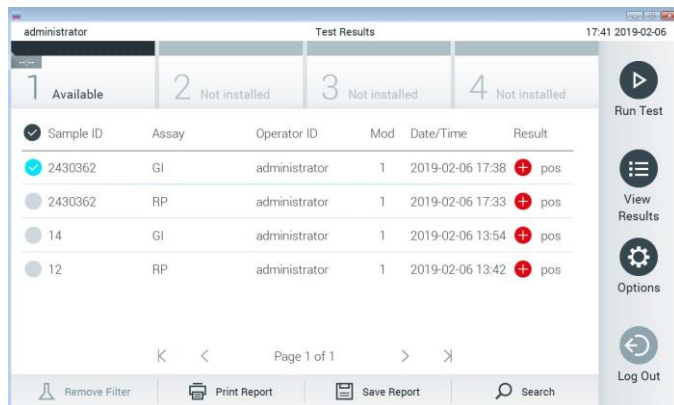 administrator Test Results 17:41 2019-02-06
1 Available 2 Not installed 3 Not installed 4 Not installed
Run Test
Sample ID Assay Operator ID Mod Date/Time Result
2430362 GI administrator 1 2019-02-06 17:38 pos
2430362 RP administrator 1 2019-02-06 17:33 pos
14 GI administrator 1 2019-02-06 13:54 pos
12 RP administrator 1 2019-02-06 13:42 pos
View
Results
Options
Page 1 of 1
Log Out
Remove Filter Print Report Save Report Search